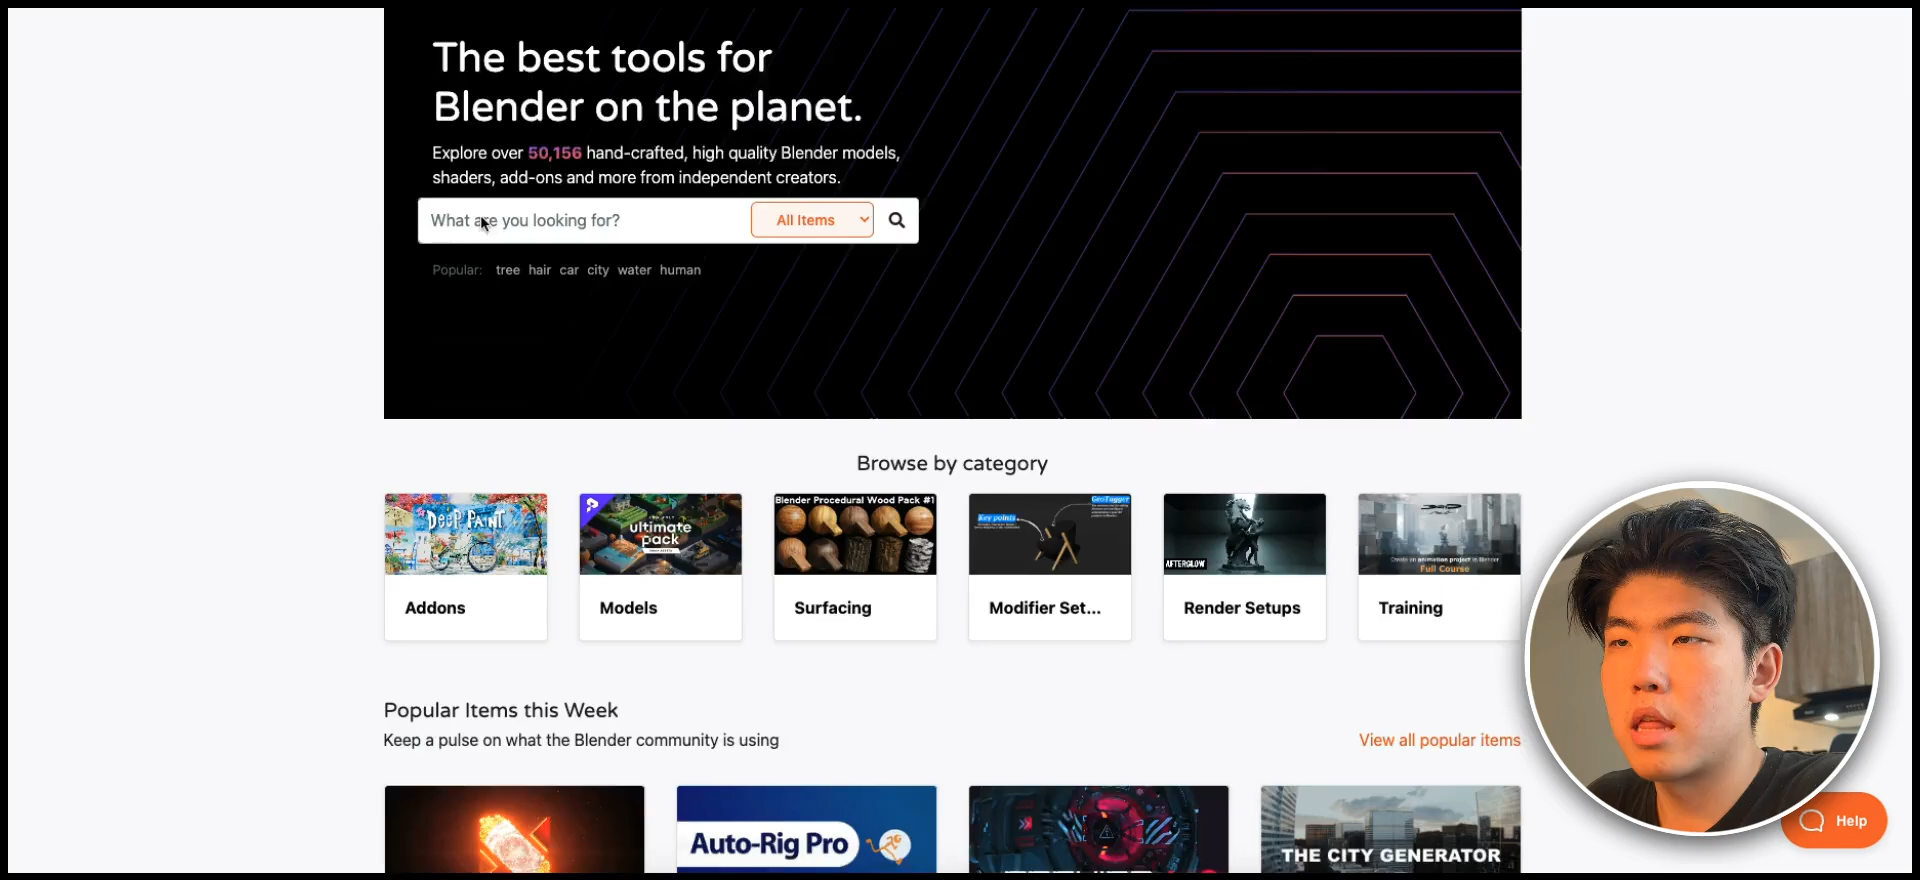 The best tools for
Blender on the planet.
Explore over 50,156 hand-crafted, high quality Blender models,
shaders, add-ons and more from independent creators.
What are you looking for?
All Items
Popular: tree hair car city water human
Browse by category
DEEP PAINT
ultimate
pack
Blender Procedural Wood Pack #1
GeoTagger
Key points
AFTERGLOW
Create an animation project in Blender
Full Course
Addons
Models
Surfacing
Modifier Set...
Render Setups
Training
Popular Items this Week
Keep a pulse on what the Blender community is using
View all popular items
Auto-Rig Pro
THE CITY GENERATOR
Help